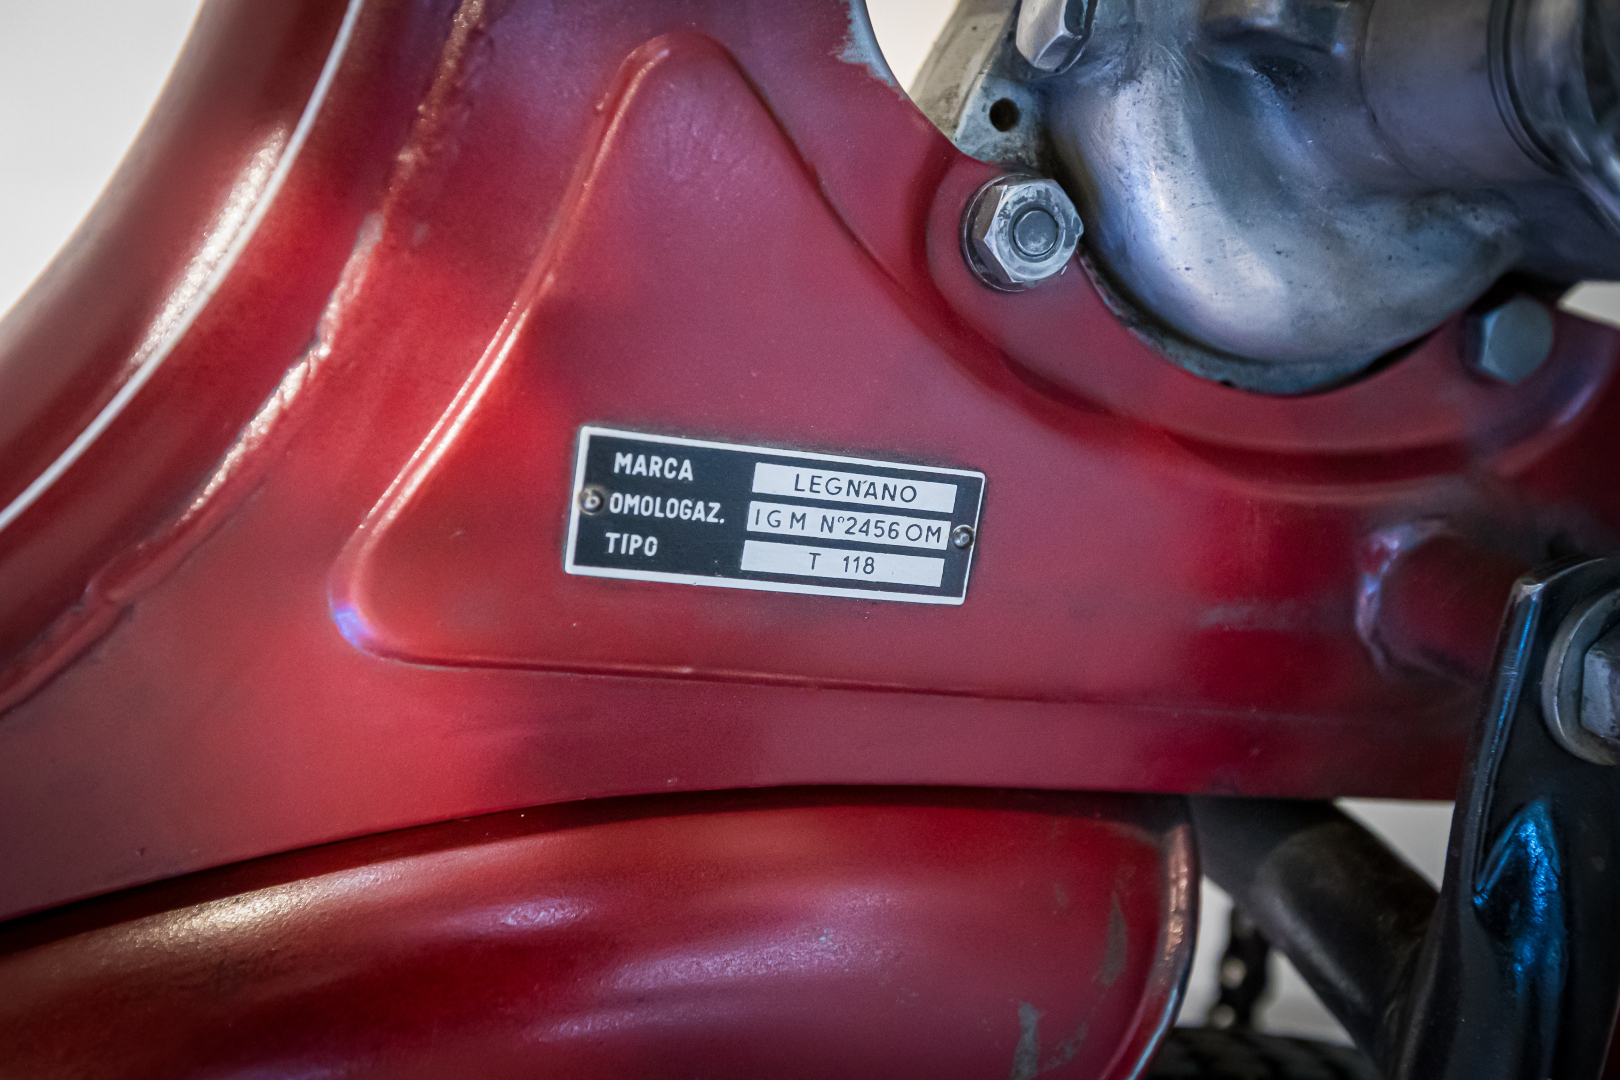 MARCA LEGNANO
OMOLOGAZ. IGM N° 2456 OM
TIPO T 118